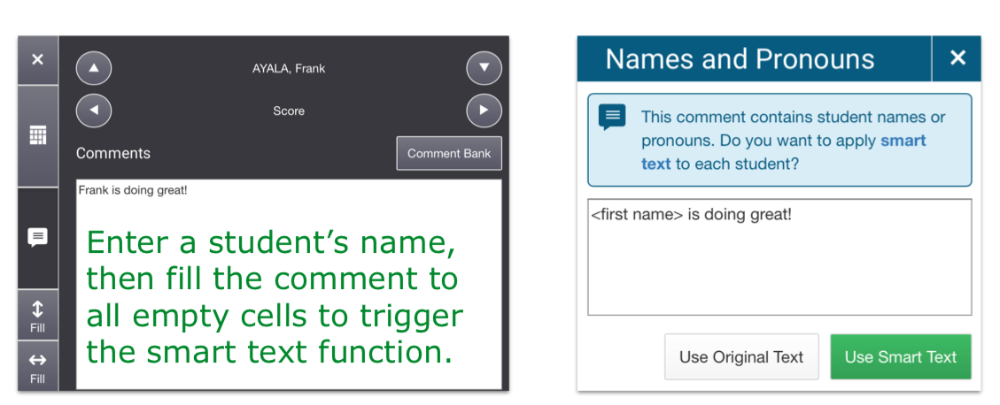 AYALA, Frank
Score
Comments
Comment Bank
Frank is doing great!
Enter a student’s name,
then fill the comment to
all empty cells to trigger
the smart text function.
Fill
Fill
Names and Pronouns
This comment contains student names or
pronouns. Do you want to apply smart
text to each student?
<first name> is doing great!
Use Original Text
Use Smart Text